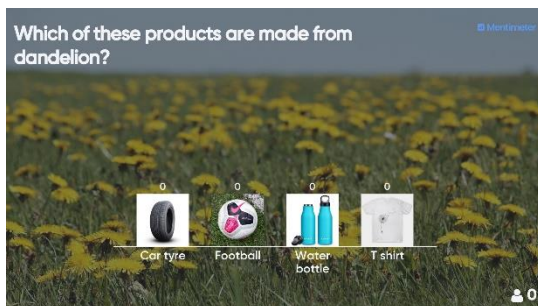 Which of these products are made from
dandelion?
Mentimeter
0
0
0
0
Car tyre
Football
Water
bottle
T shirt
0